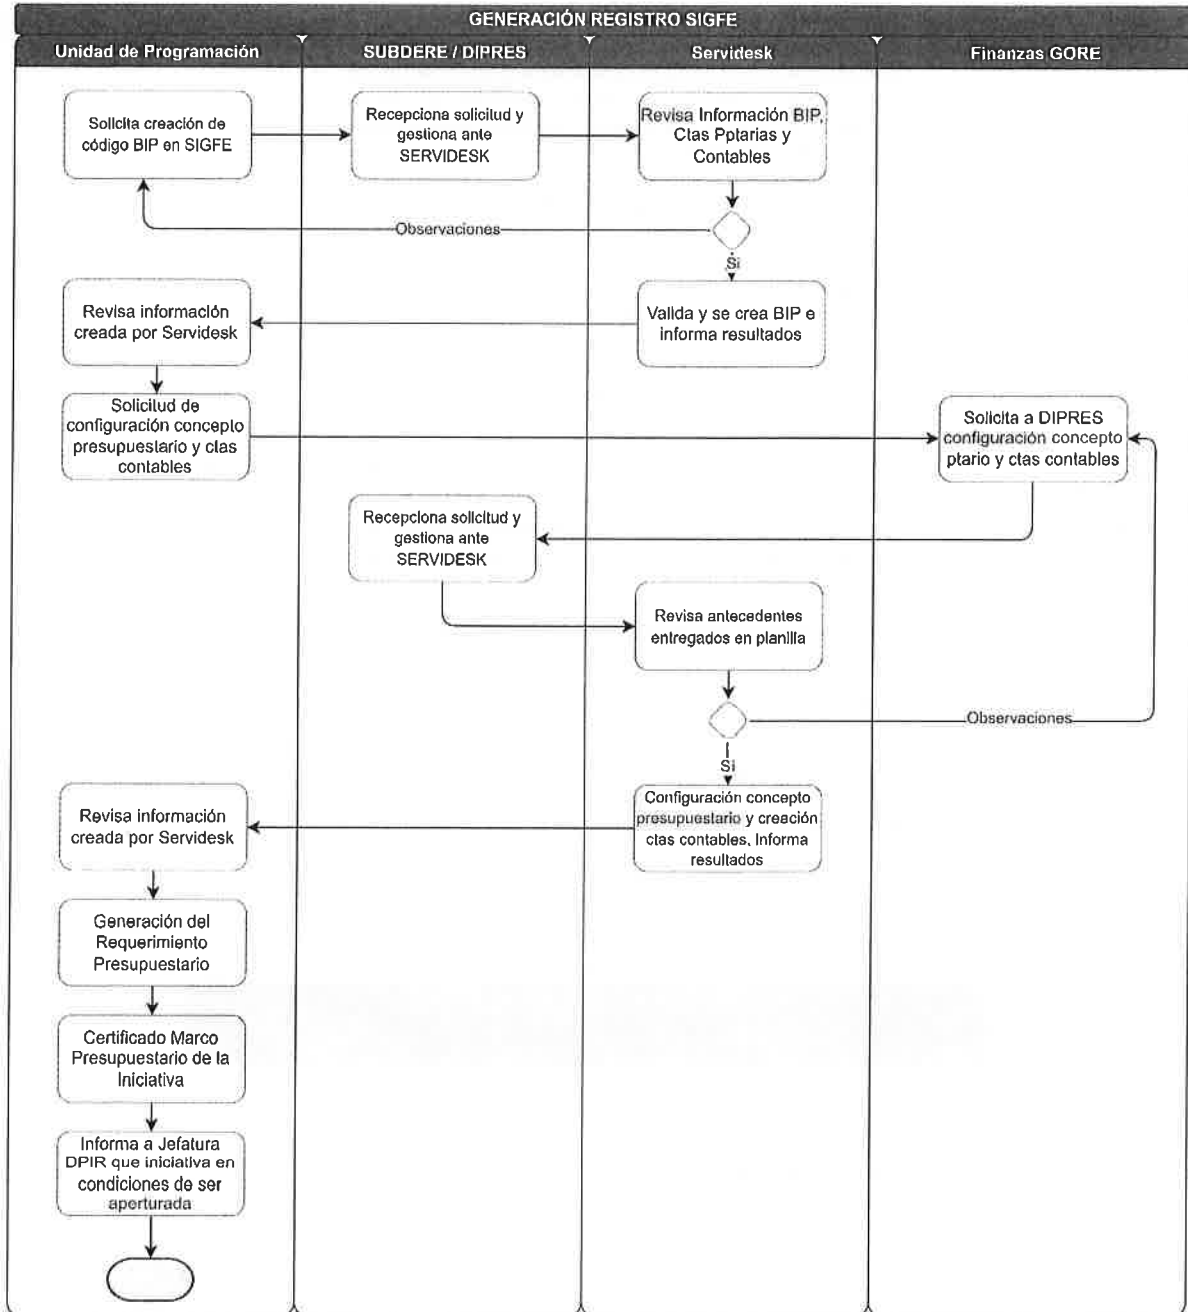 GENERACIÓN REGISTRO SIGFE
Unidad de Programación
SUBDERE / DIPRES
Servidesk
Finanzas GORE
Solicita creación de
código BIP en SIGFE
Recepciona solicitud y
gestiona ante
SERVIDESK
Revisa Información BIP,
Ctas Pptarias y
Contables
Observaciones
Si
Revisa información
creada por Servidesk
Valida y se crea BIP e
informa resultados
Solicitud de
configuración concepto
presupuestario y ctas
contables
Solicita a DIPRES
configuración concepto
ptario y ctas contables
Recepciona solicitud y
gestiona ante
SERVIDESK
Revisa antecedentes
entregados en planilla
Observaciones
Si
Revisa información
creada por Servidesk
Configuración concepto
presupuestario y creación
ctas contables, Informa
resultados
Generación del
Requerimiento
Presupuestario
Certificado Marco
Presupuestario de la
Iniciativa
Informa a Jefatura
DPIR que iniciativa en
condiciones de ser
aperturada